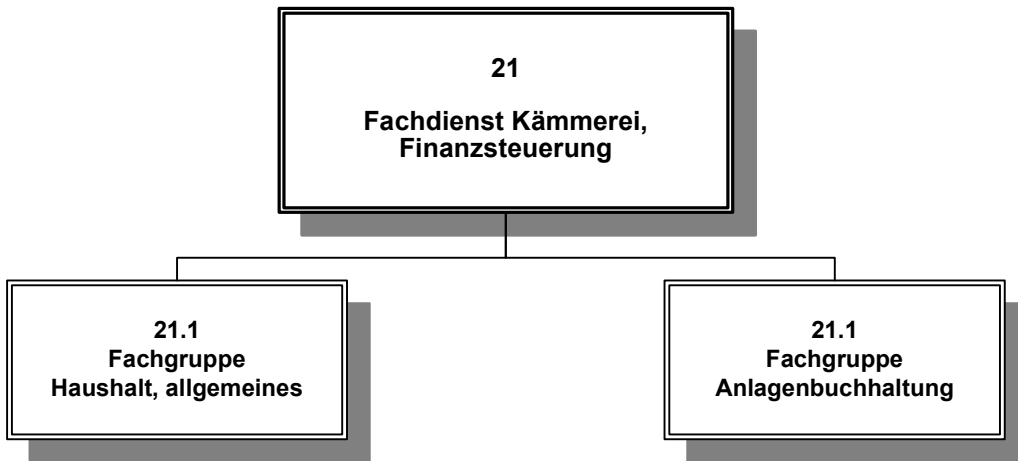 21
Fachdienst Kämmerei,
Finanzsteuerung
21.1
Fachgruppe
Haushalt, allgemeines
21.1
Fachgruppe
Anlagenbuchhaltung